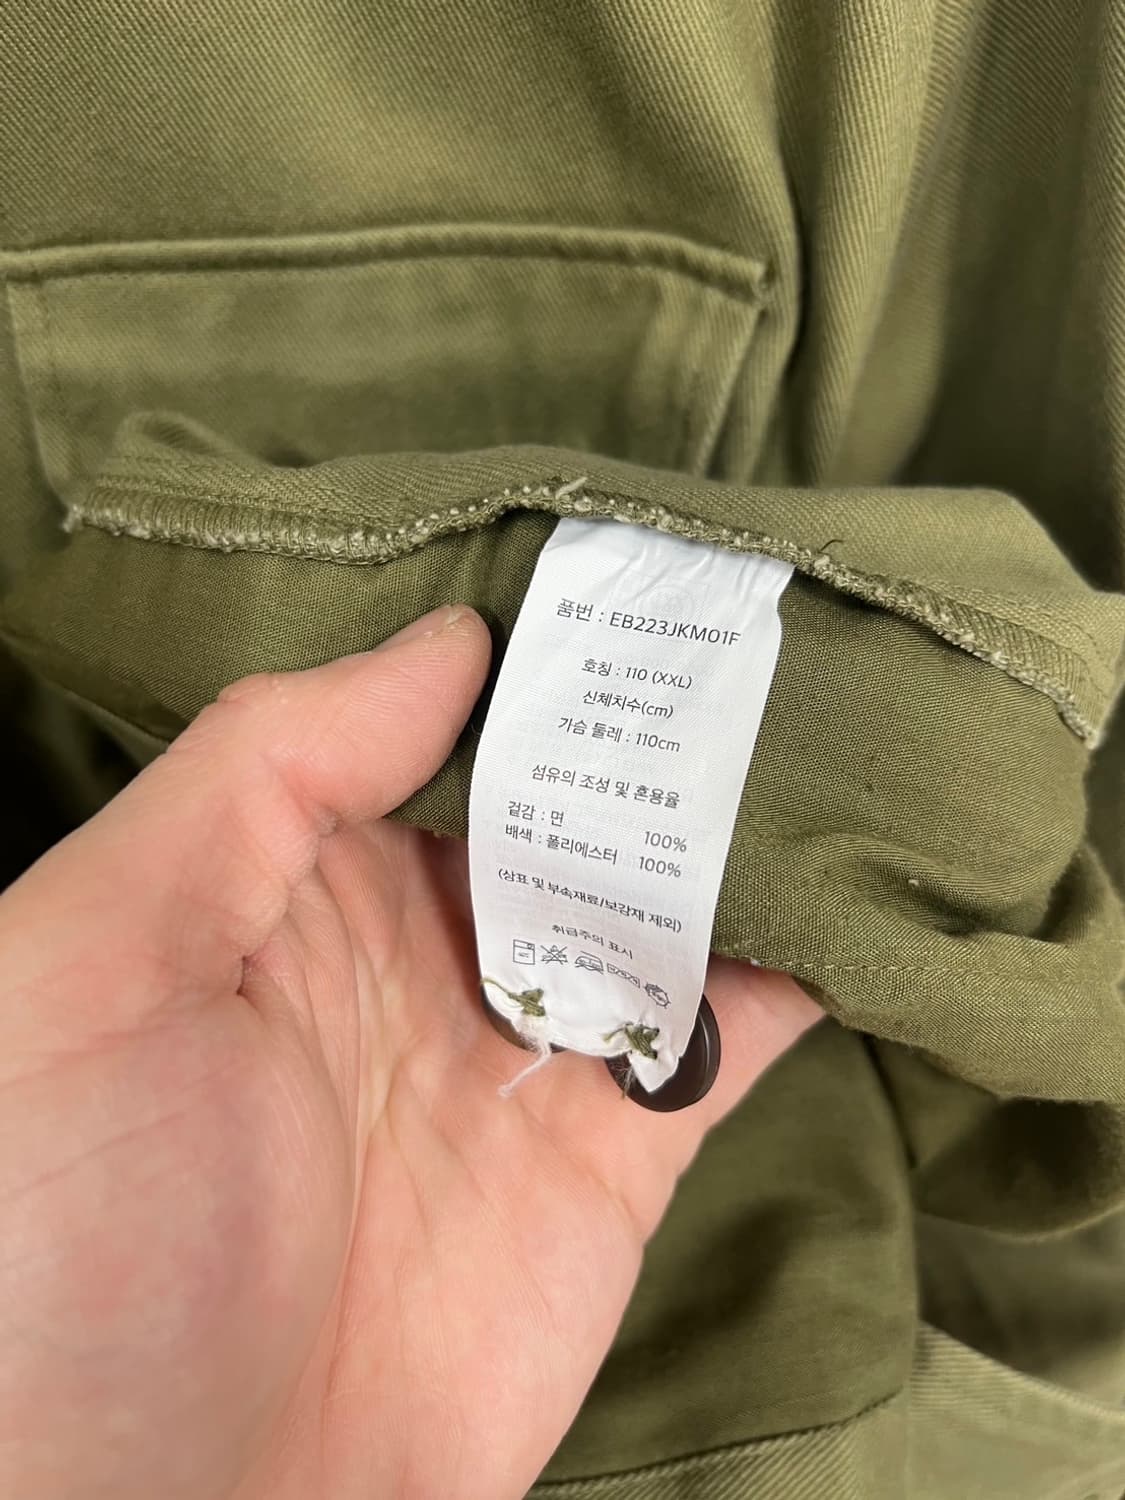 품번 : EB223JKM01F
호칭 : 110 (XXL)
신체치수(cm)
가슴 둘레 : 110cm
섬유의 조성 및 혼용율
겉감 : 면 100%
배색 : 폴리에스터 100%
(상표 및 부속재료/보강재 제외)
취급주의 표시